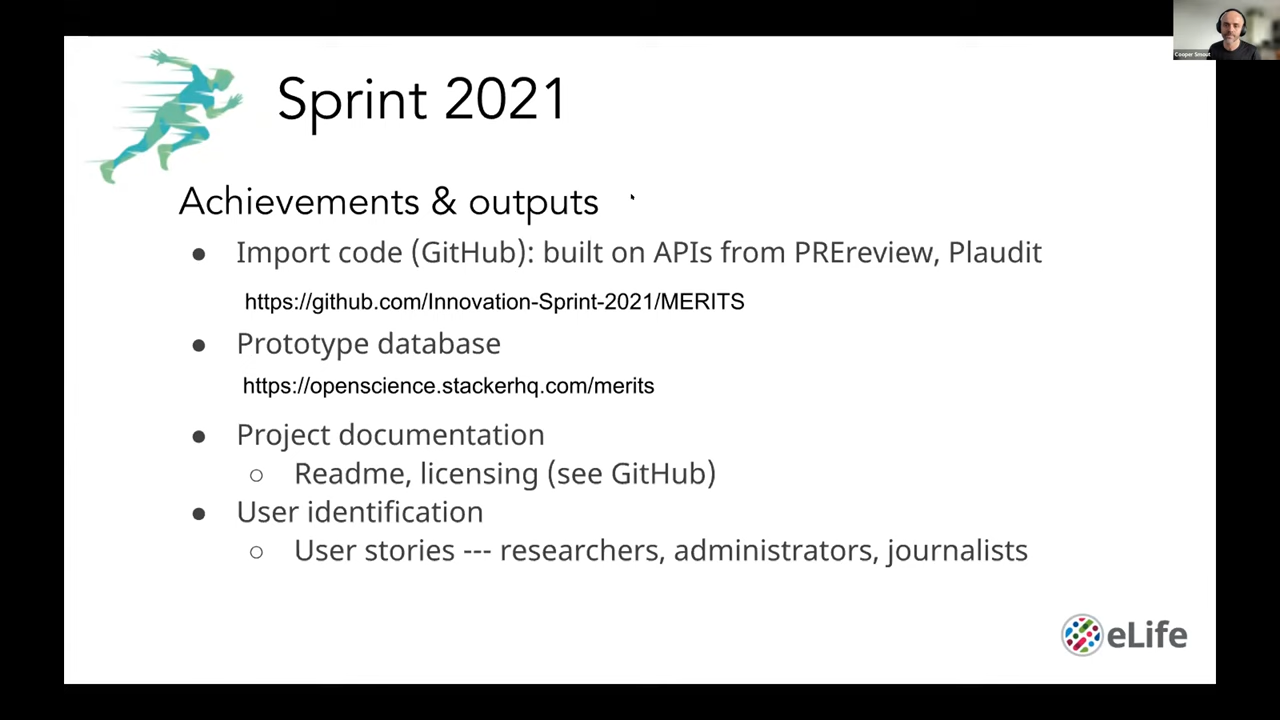 Cooper Smout
Sprint 2021
Achievements & outputs
● Import code (GitHub): built on APIs from PREreview, Plaudit
https://github.com/Innovation-Sprint-2021/MERITS
● Prototype database
https://openscience.stackerhq.com/merits
● Project documentation
○ Readme, licensing (see GitHub)
● User identification
○ User stories --- researchers, administrators, journalists
eLife